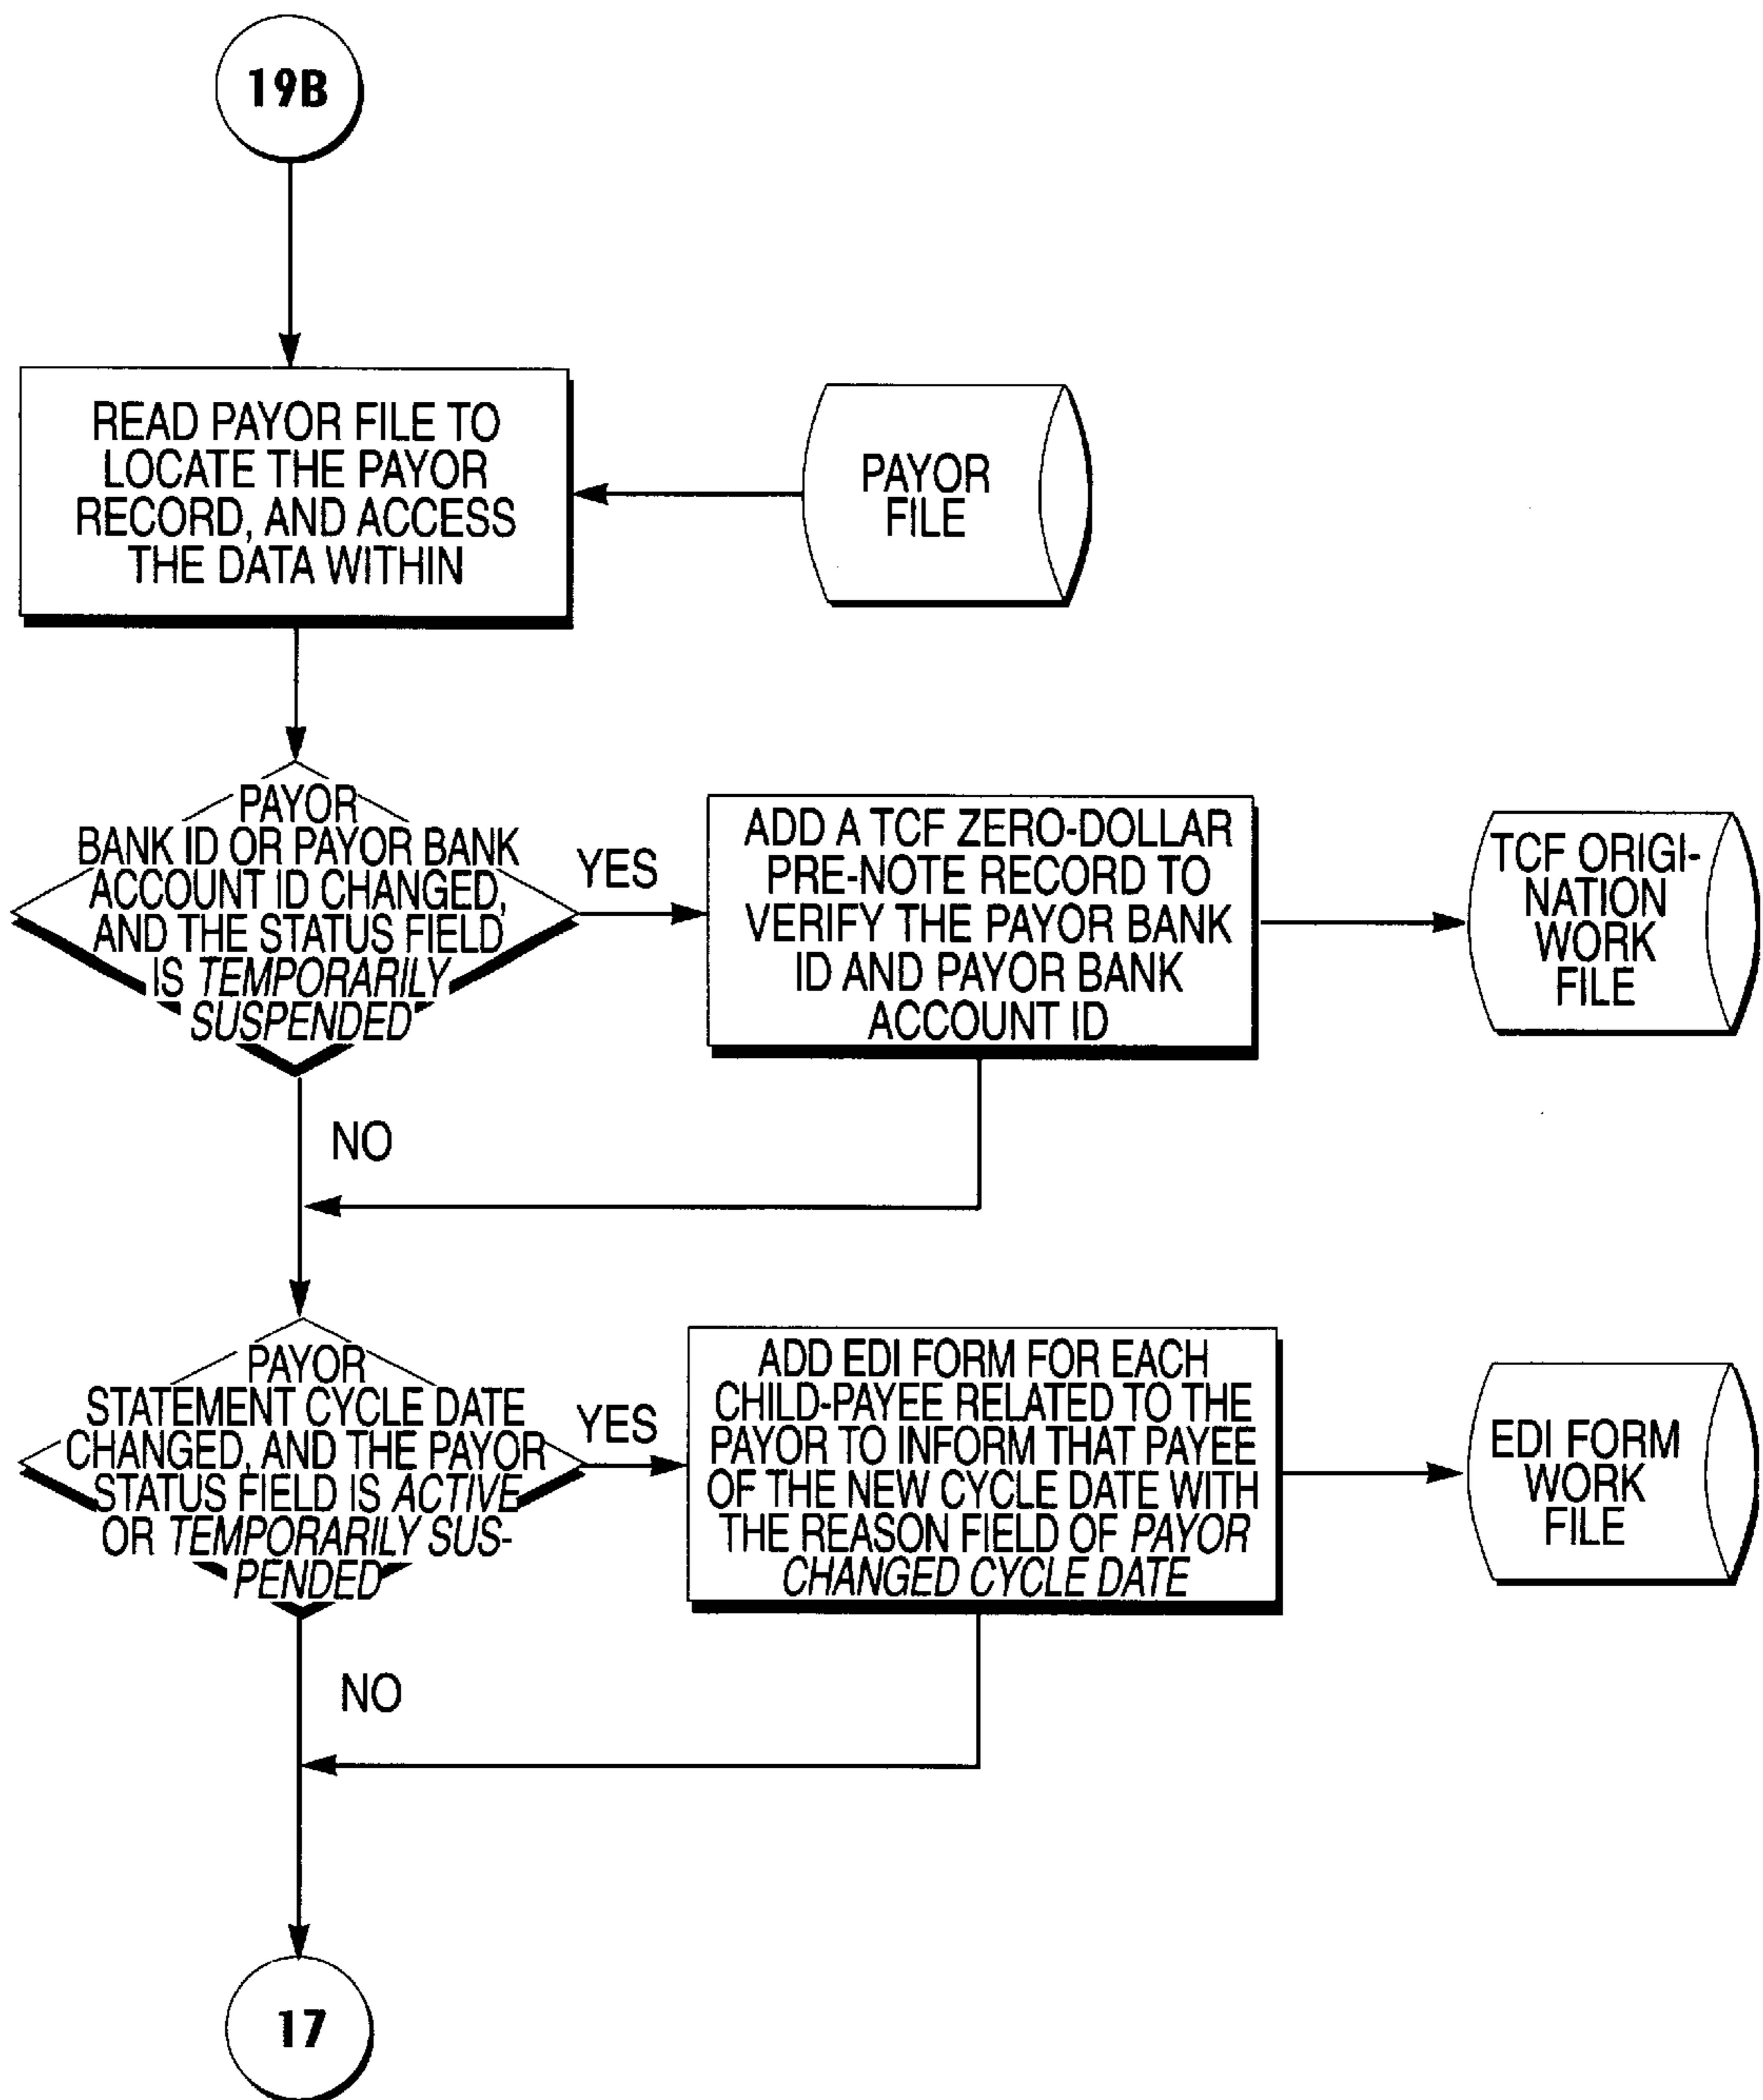 19B
READ PAYOR FILE TO
LOCATE THE PAYOR
RECORD, AND ACCESS
THE DATA WITHIN
PAYOR
FILE
PAYOR
BANK ID OR PAYOR BANK
ACCOUNT ID CHANGED,
AND THE STATUS FIELD
IS TEMPORARILY
SUSPENDED
YES
ADD A TCF ZERO-DOLLAR
PRE-NOTE RECORD TO
VERIFY THE PAYOR BANK
ID AND PAYOR BANK
ACCOUNT ID
TCF ORIGI-
NATION
WORK
FILE
NO
PAYOR
STATEMENT CYCLE DATE
CHANGED, AND THE PAYOR
STATUS FIELD IS ACTIVE
OR TEMPORARILY SUS-
PENDED
YES
ADD EDI FORM FOR EACH
CHILD-PAYEE RELATED TO THE
PAYOR TO INFORM THAT PAYEE
OF THE NEW CYCLE DATE WITH
THE REASON FIELD OF PAYOR
CHANGED CYCLE DATE
EDI FORM
WORK
FILE
NO
17